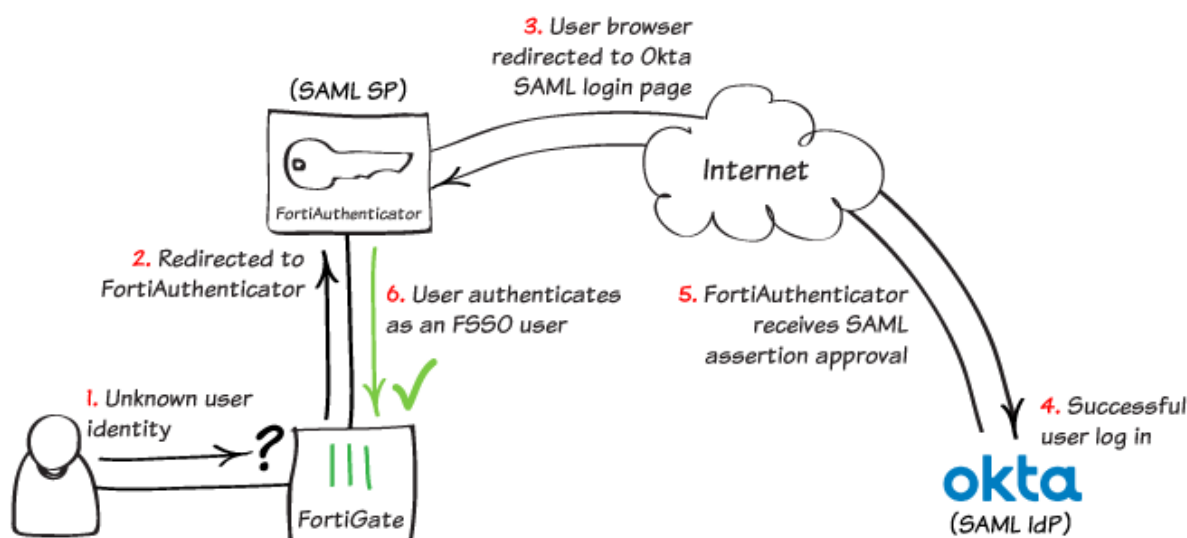 3. User browser
redirected to Okta
SAML login page
(SAML SP)
FortiAuthenticator
Internet
2. Redirected to
FortiAuthenticator
6. User authenticates
as an FSSO user
5. FortiAuthenticator
receives SAML
assertion approval
1. Unknown user
identity
?
FortiGate
4. Successful
user log in
okta
(SAML IdP)